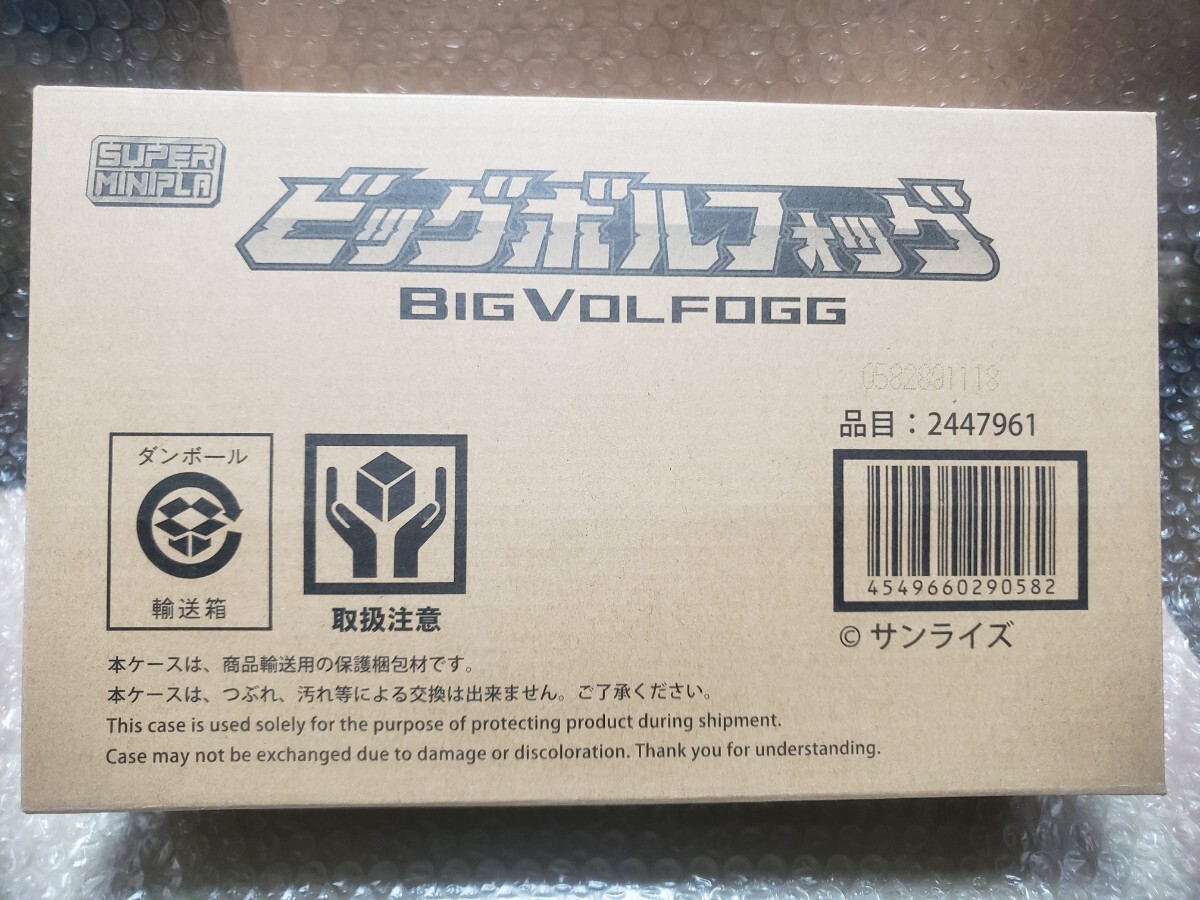 SUPER
MINIPLA
ビッグボルフォッグ
BIG VOLFOGG
0582891118
品目：2447961
4549660290582
© サンライズ
ダンボール
輸送箱
取扱注意
本ケースは、商品輸送用の保護梱包材です。
本ケースは、つぶれ、汚れ等による交換は出来ません。ご了承ください。
This case is used solely for the purpose of protecting product during shipment.
Case may not be exchanged due to damage or discoloration. Thank you for understanding.